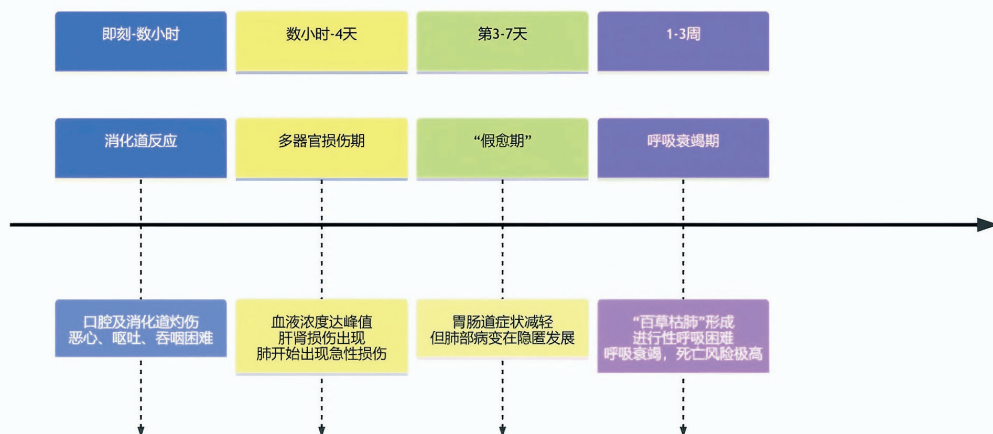 即刻-数小时
数小时-4天
第3-7天
1-3周
消化道反应
多器官损伤期
“假愈期”
呼吸衰竭期
口腔及消化道灼伤
恶心、呕吐、吞咽困难
血液浓度达峰值
肝肾损伤出现
肺开始出现急性损伤
胃肠道症状减轻
但肺部病变在隐匿发展
“百草枯肺”形成
进行性呼吸困难
呼吸衰竭，死亡风险极高